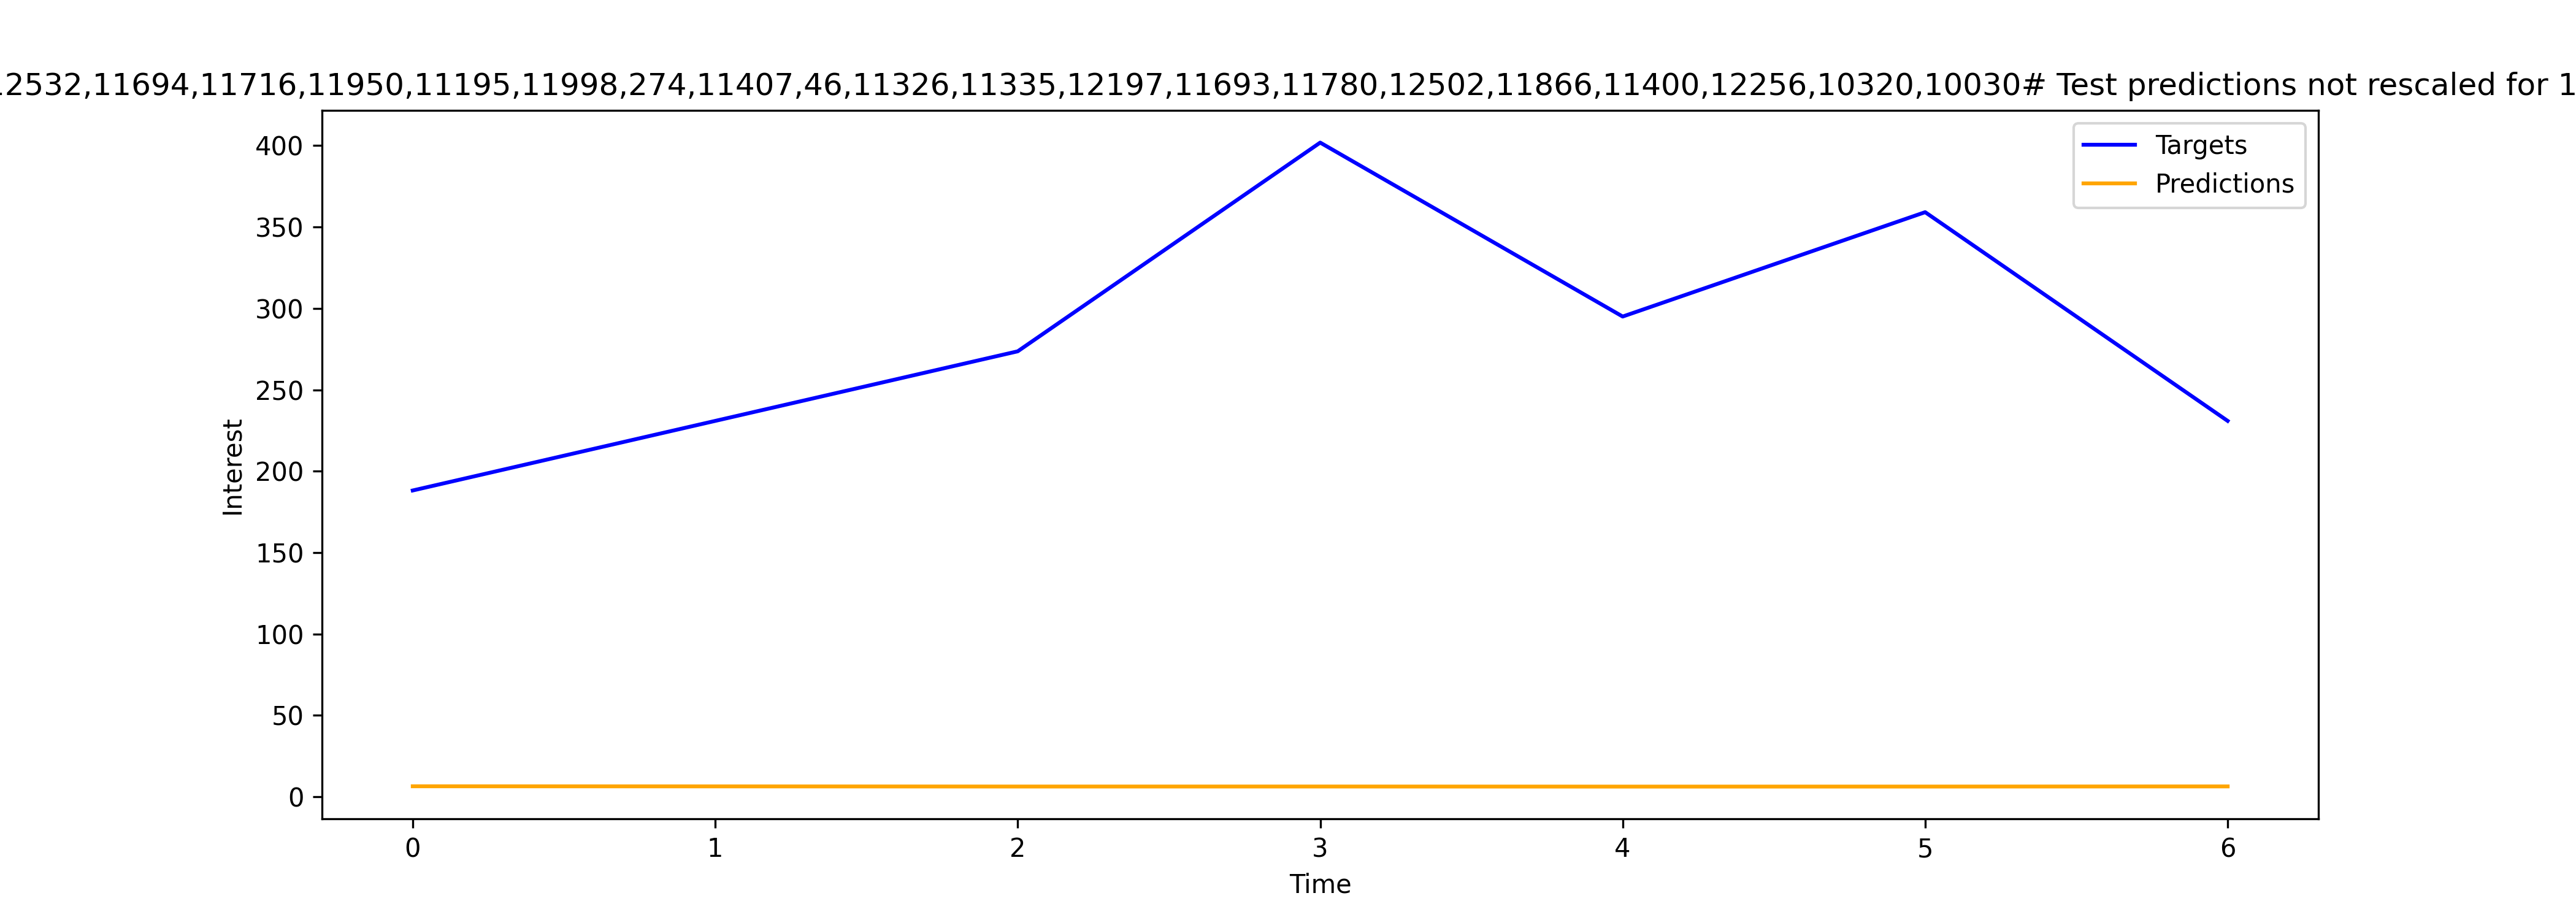 2532,11694,11716,11950,11195,11998,274,11407,46,11326,11335,12197,11693,11780,12502,11866,11400,12256,10320,10030# Test predictions not rescaled for 1
Targets
Predictions
400
350
300
250
200
150
100
50
0
Interest
0 1 2 3 4 5 6
Time